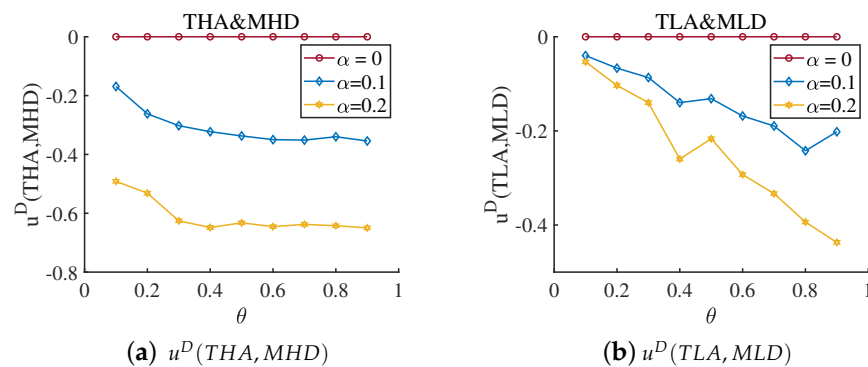 THA&MHD
0
-0.2
-0.4
-0.6
-0.8
u^D(THA,MHD)
α = 0
α=0.1
α=0.2
0
0.2
0.4
0.6
0.8
1
θ
(a) u^D(THA, MHD)
TLA&MLD
0
-0.2
-0.4
u^D(TLA,MLD)
α = 0
α=0.1
α=0.2
0
0.2
0.4
0.6
0.8
1
θ
(b) u^D(TLA, MLD)